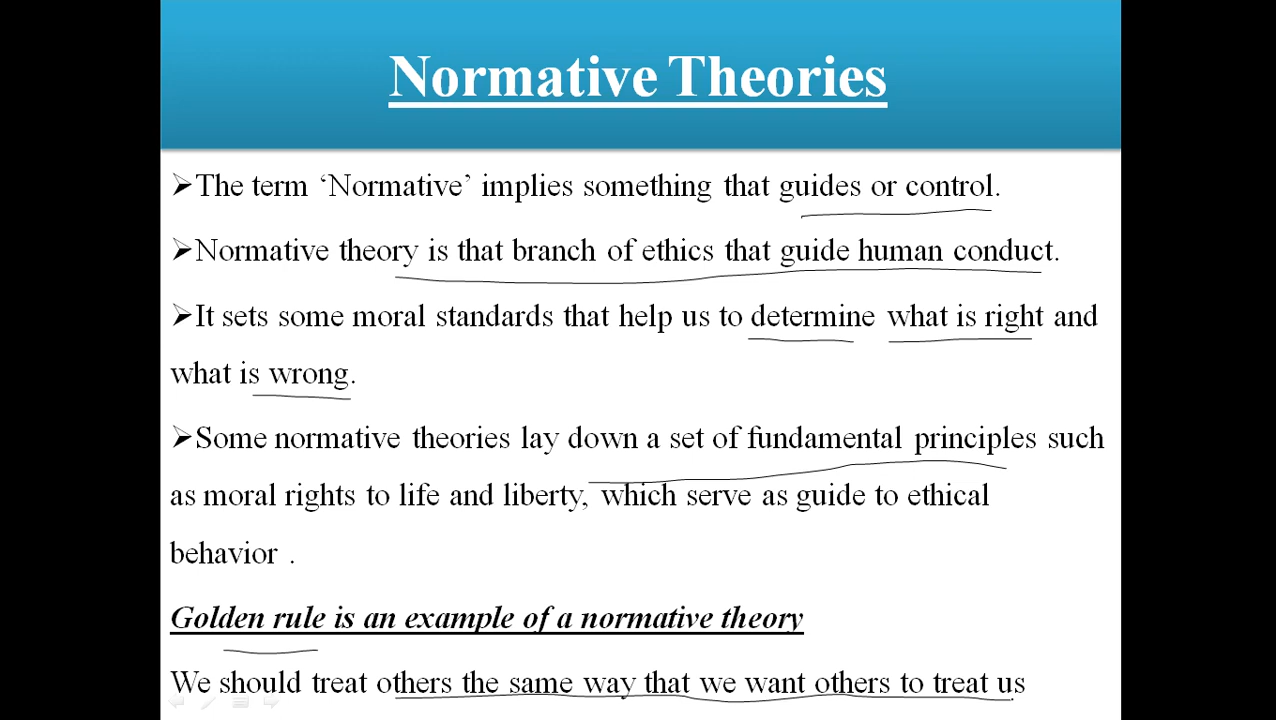 Normative Theories
➢The term ‘Normative’ implies something that guides or control.
➢Normative theory is that branch of ethics that guide human conduct.
➢It sets some moral standards that help us to determine what is right and
what is wrong.
➢Some normative theories lay down a set of fundamental principles such
as moral rights to life and liberty, which serve as guide to ethical
behavior .
Golden rule is an example of a normative theory
We should treat others the same way that we want others to treat us